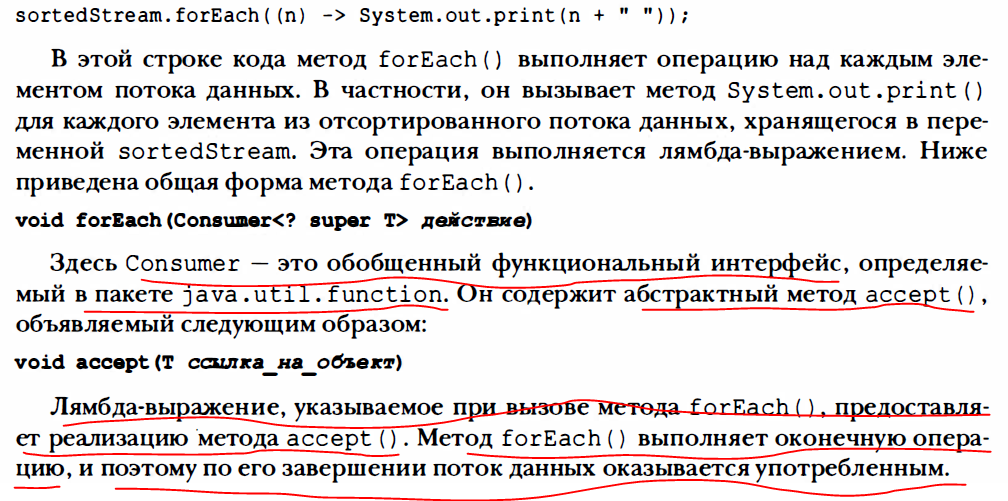 sortedStream.forEach((n) -> System.out.print(n + " "));
В этой строке кода метод forEach() выполняет операцию над каждым эле-
ментом потока данных. В частности, он вызывает метод System.out.print()
для каждого элемента из отсортированного потока данных, хранящегося в пере-
менной sortedStream. Эта операция выполняется лямбда-выражением. Ниже
приведена общая форма метода forEach().
void forEach(Consumer<? super T> действие)
Здесь Consumer — это обобщенный функциональный интерфейс, определяе-
мый в пакете java.util.function. Он содержит абстрактный метод accept(),
объявляемый следующим образом:
void accept(T ссылка_на_объект)
Лямбда-выражение, указываемое при вызове метода forEach(), предоставля-
ет реализацию метода accept(). Метод forEach() выполняет оконечную опера-
цию, и поэтому по его завершении поток данных оказывается употребленным.